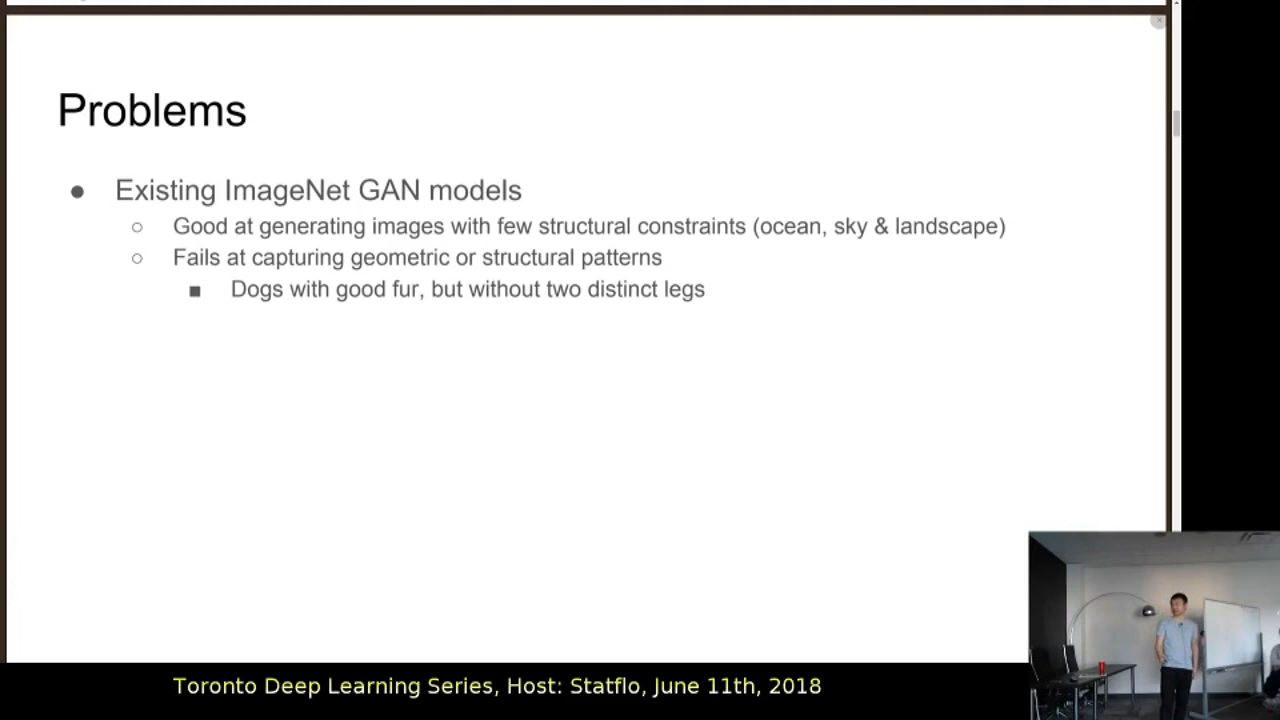 Problems
● Existing ImageNet GAN models
○ Good at generating images with few structural constraints (ocean, sky & landscape)
○ Fails at capturing geometric or structural patterns
■ Dogs with good fur, but without two distinct legs
Toronto Deep Learning Series, Host: Statflo, June 11th, 2018